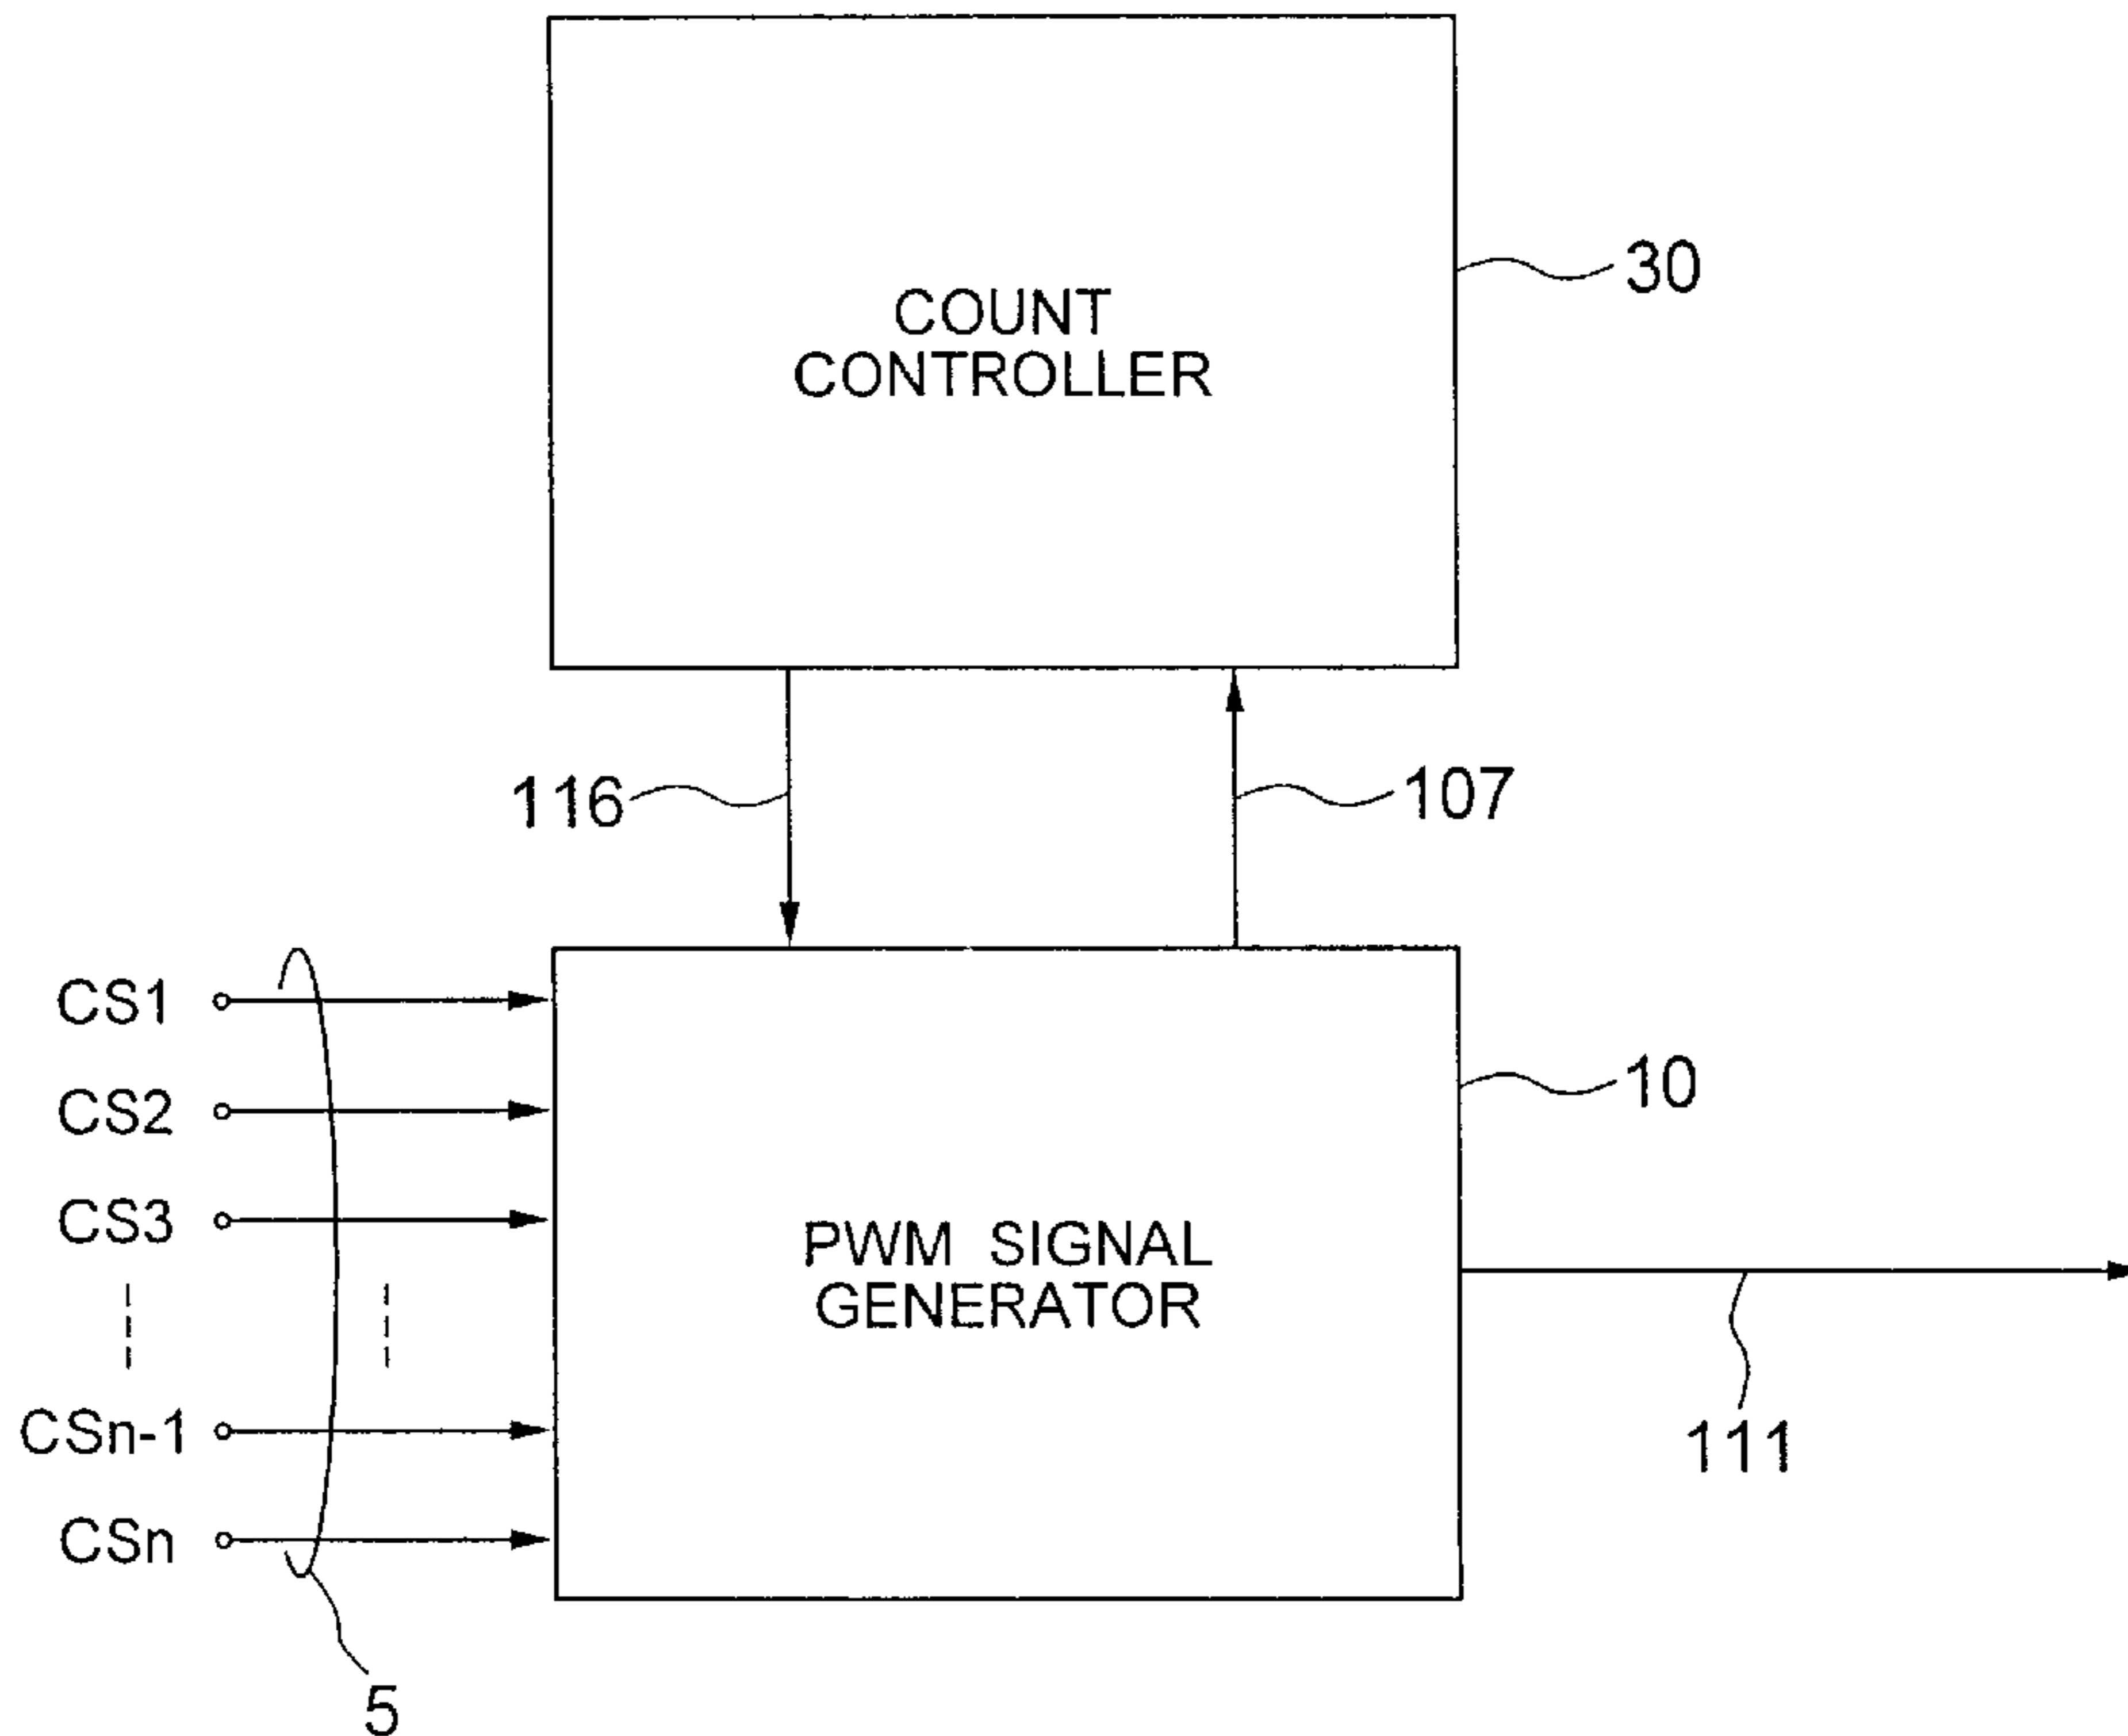 COUNT
CONTROLLER
30
116
107
CS1
CS2
CS3
CSn-1
CSn
5
PWM SIGNAL
GENERATOR
10
111